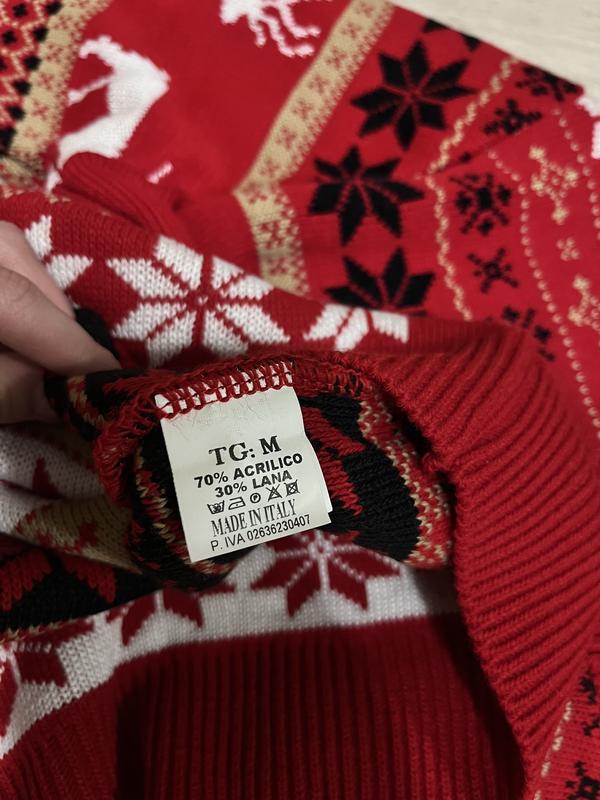 TG: M
70% ACRILICO
30% LANA
MADE IN ITALY
P. IVA 02636230407